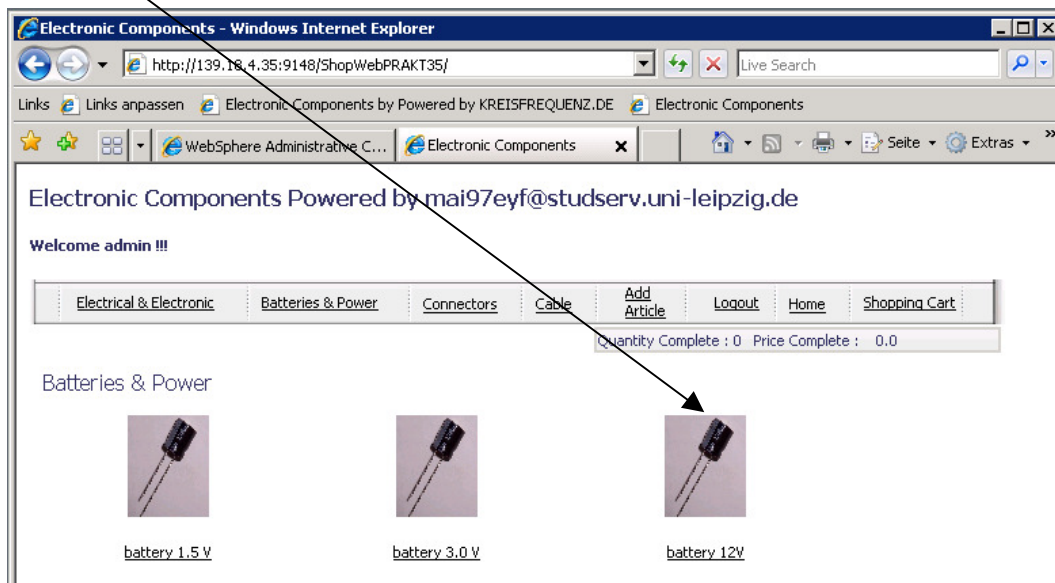 Electronic Components - Windows Internet Explorer
http://139.18.4.35:9148/ShopWebPRAKT35/ Live Search
Links Links anpassen Electronic Components by Powered by KREISFREQUENZ.DE Electronic Components
WebSphere Administrative C... Electronic Components Seite Extras »
Electronic Components Powered by mai97eyf@studserv.uni-leipzig.de
Welcome admin !!!
Electrical & Electronic Batteries & Power Connectors Cable Add Article Logout Home Shopping Cart
Quantity Complete : 0 Price Complete : 0.0
Batteries & Power
battery 1.5 V battery 3.0 V battery 12V